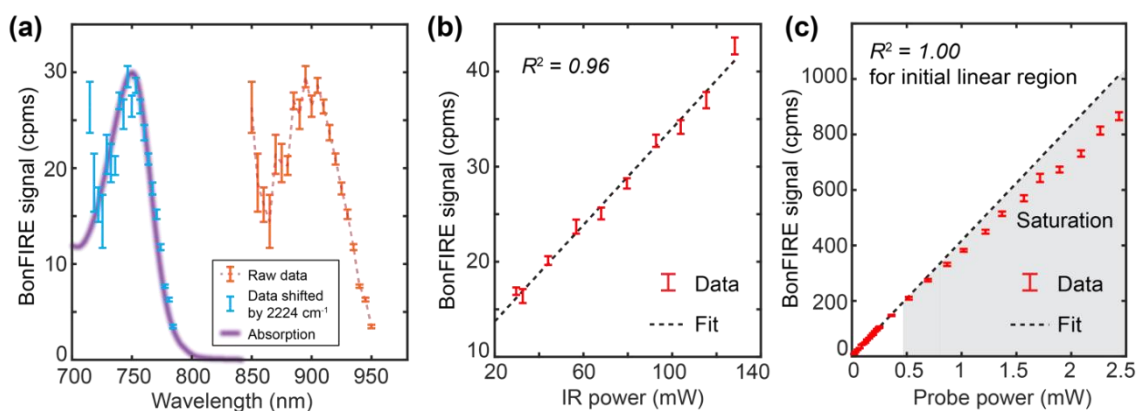 (a)
BonFIRE signal (cpms)
30
20
10
0
700 750 800 850 900 950
Wavelength (nm)
Raw data
Data shifted
by 2224 cm⁻¹
Absorption
(b)
BonFIRE signal (cpms)
40
30
20
10
R² = 0.96
Data
Fit
20 60 100 140
IR power (mW)
(c)
BonFIRE signal (cpms)
1000
800
600
400
200
0
R² = 1.00
for initial linear region
Saturation
Data
Fit
0 0.5 1 1.5 2 2.5
Probe power (mW)